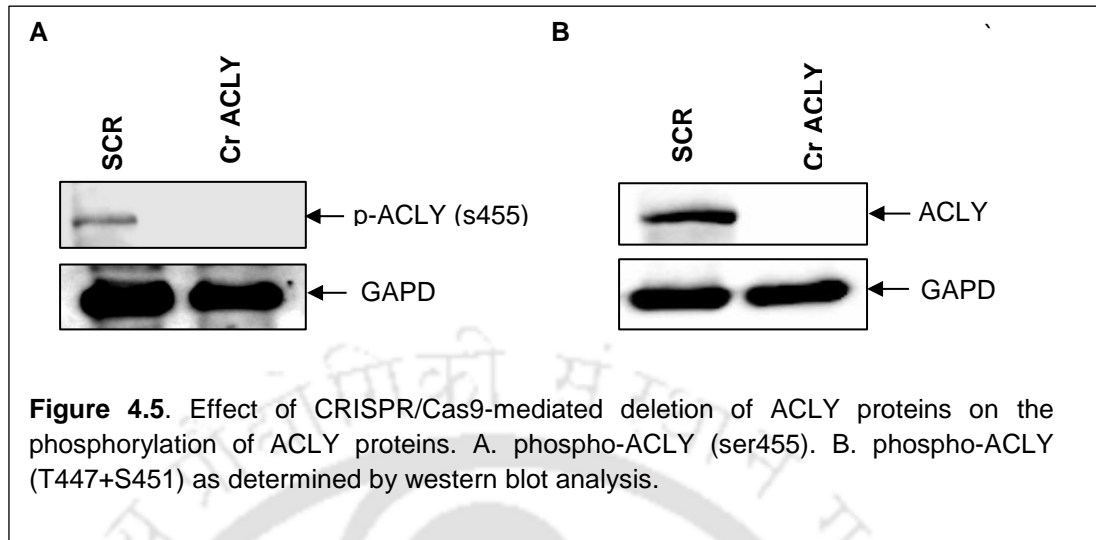 A
B
`
SCR
Cr ACLY
SCR
Cr ACLY
p-ACLY (s455)
ACLY
GAPD
GAPD
Figure 4.5. Effect of CRISPR/Cas9-mediated deletion of ACLY proteins on the
phosphorylation of ACLY proteins. A. phospho-ACLY (ser455). B. phospho-ACLY
(T447+S451) as determined by western blot analysis.